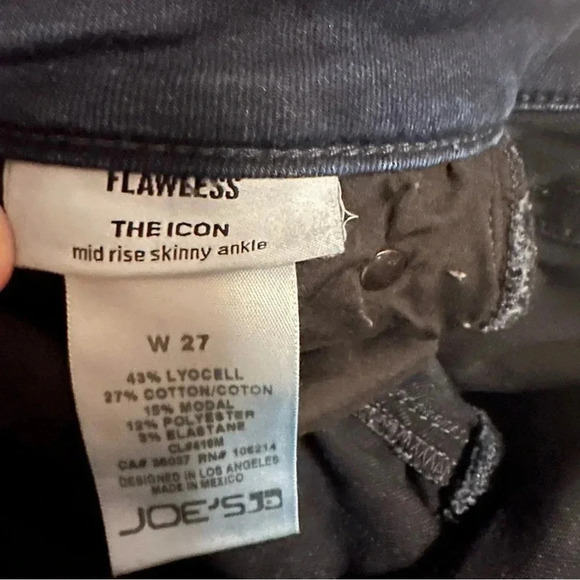 FLAWLESS
THE ICON
mid rise skinny ankle
W 27
43% LYOCELL
27% COTTON/COTON
15% MODAL
12% POLYESTER
3% ELASTANE
CA# 36037 RN# 106214
DESIGNED IN LOS ANGELES
MADE IN MEXICO
JOE'S